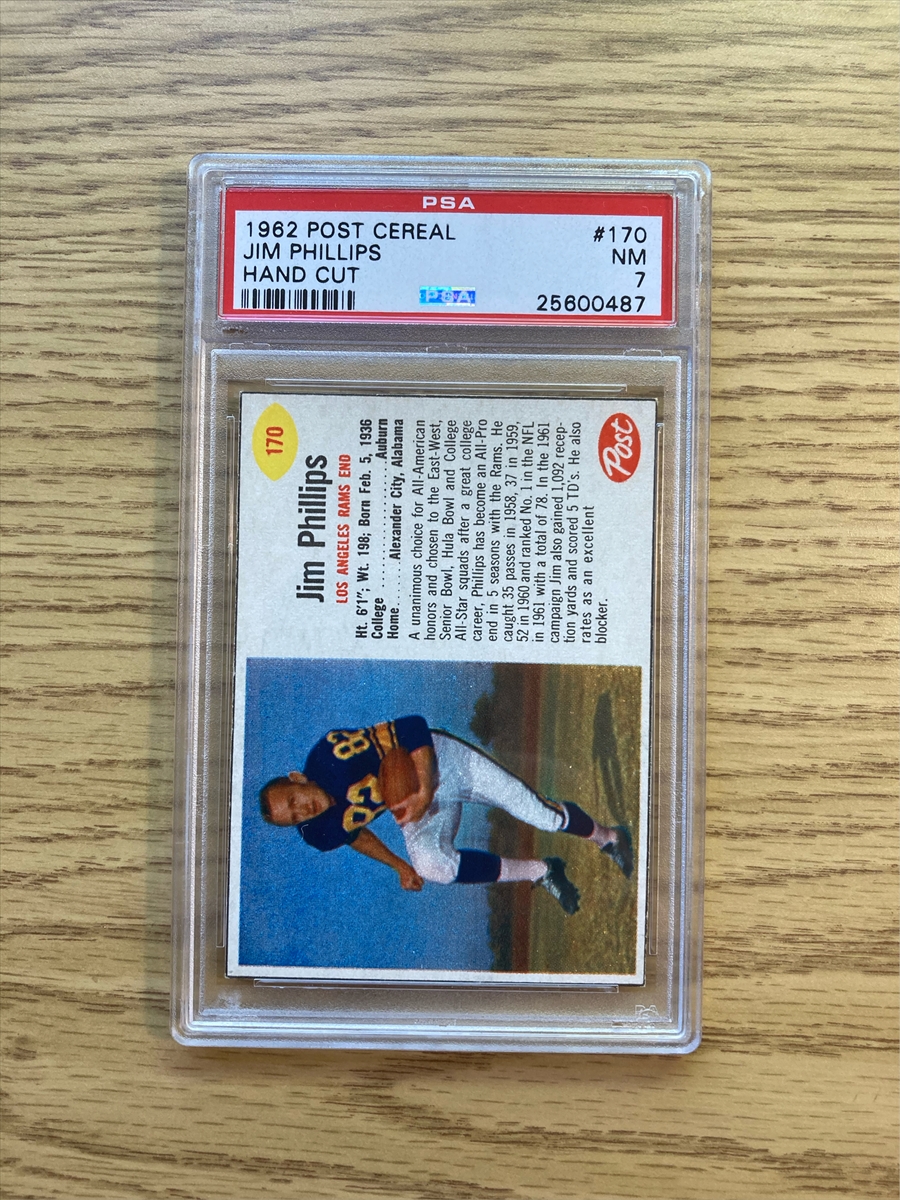 PSA
1962 POST CEREAL #170
JIM PHILLIPS NM
HAND CUT 7
PSA 25600487
170
Jim Phillips
LOS ANGELES RAMS END
Ht. 6'1"; Wt. 198; Born Feb. 5, 1936
College ............... Auburn
Home...... Alexander City, Alabama
A unanimous choice for All-American
honors and chosen to the East-West,
Senior Bowl, Hula Bowl and College
All-Star squads after a great college
career, Phillips has become an All-Pro
end in 5 seasons with the Rams. He
caught 35 passes in 1958, 37 in 1959,
52 in 1960 and ranked No. 1 in the NFL
in 1961 with a total of 78. In the 1961
campaign Jim also gained 1,092 recep-
tion yards and scored 5 TD's. He also
rates as an excellent
blocker.
Post
82
82